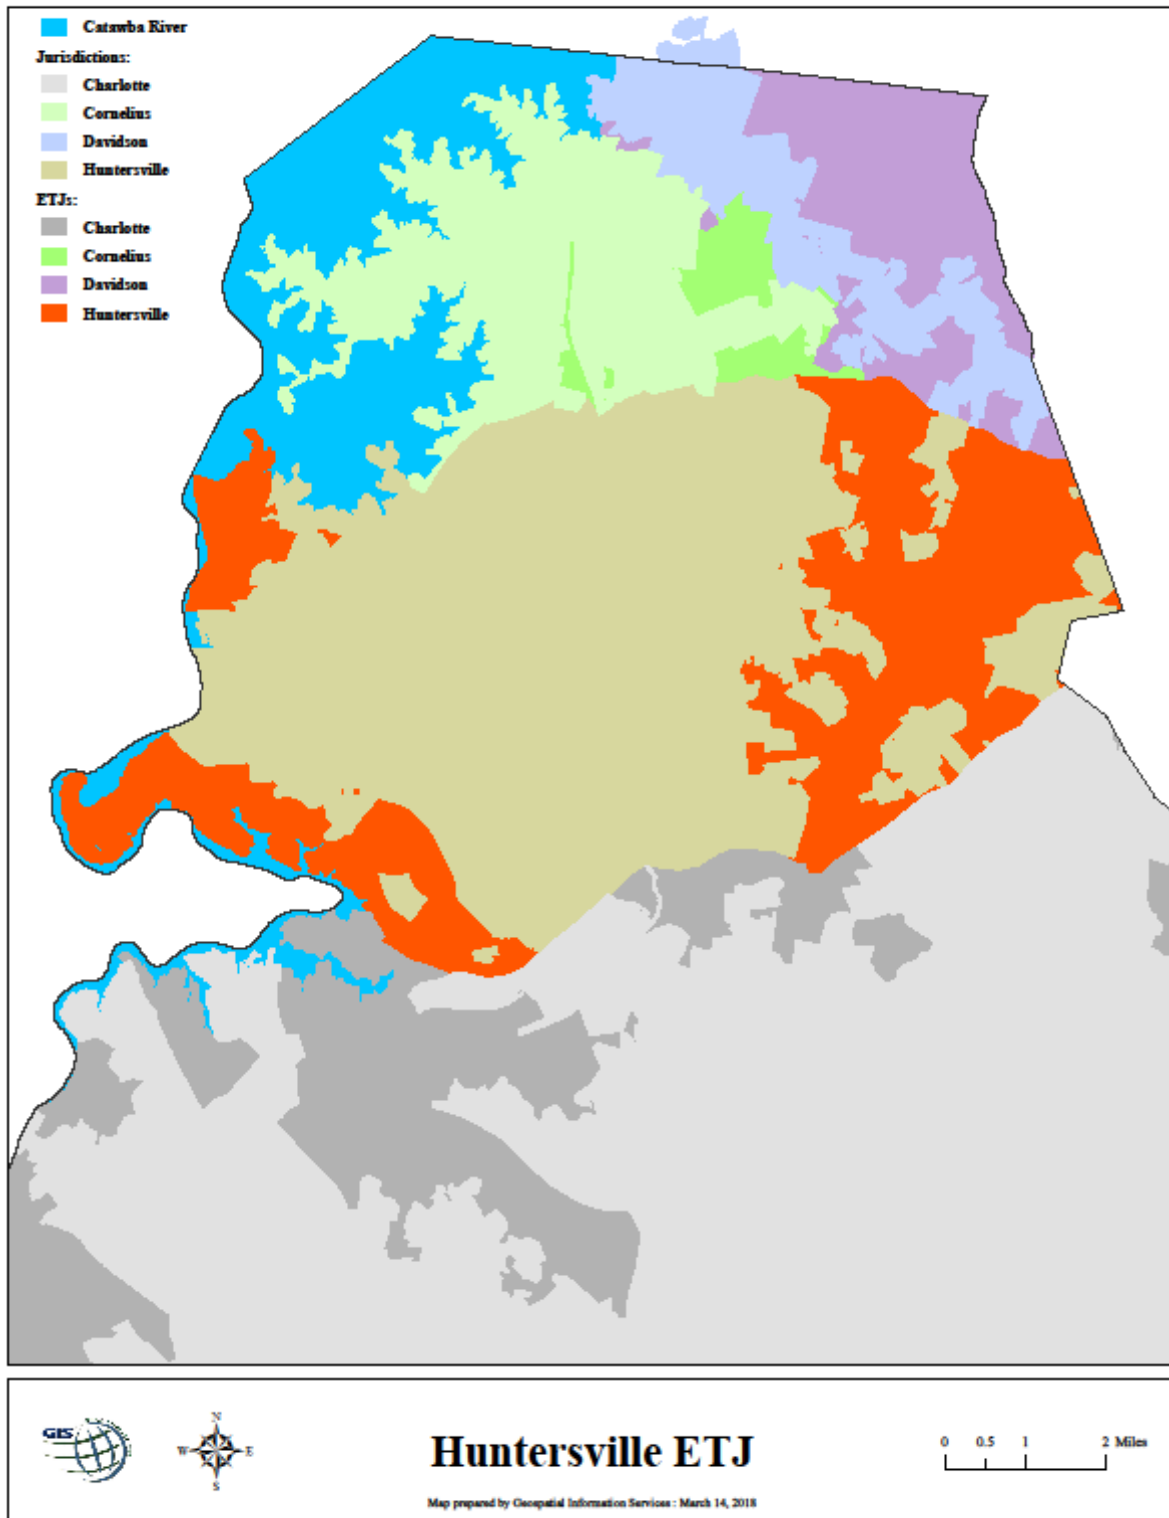 Catawba River
Jurisdictions:
Charlotte
Cornelius
Davidson
Huntersville
ETJs:
Charlotte
Cornelius
Davidson
Huntersville
GIS
N
W E
S
Huntersville ETJ
Map prepared by Geospatial Information Services : March 14, 2018
0 0.5 1 2 Miles